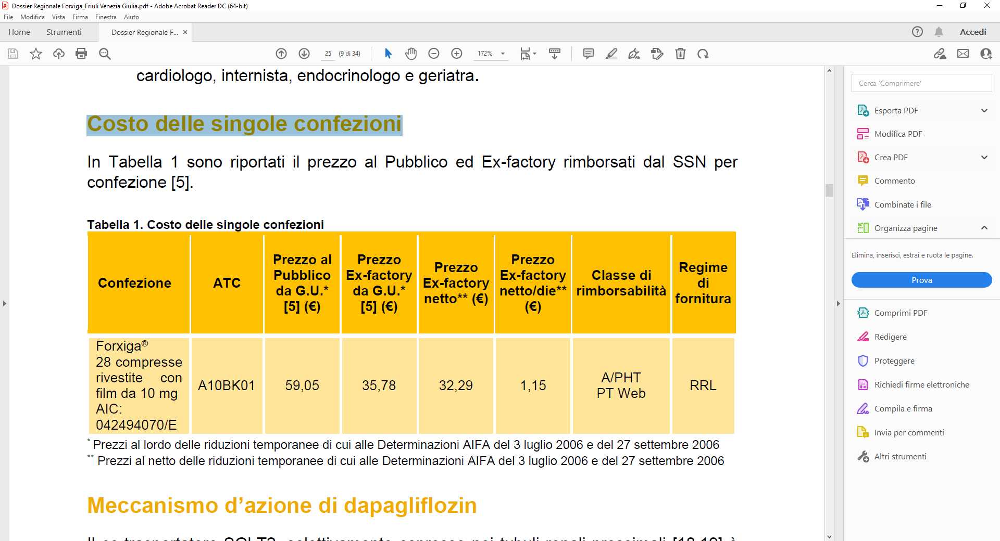 Dossier Regionale Forxiga_Friuli Venezia Giulia.pdf - Adobe Acrobat Reader DC (64-bit)
File Modifica Vista Firma Finestra Aiuto
Home Strumenti Dossier Regionale F... × Accedi
25 (9 di 34) 172%
cardiologo, internista, endocrinologo e geriatra.
Costo delle singole confezioni
In Tabella 1 sono riportati il prezzo al Pubblico ed Ex-factory rimborsati dal SSN per
confezione [5].
Tabella 1. Costo delle singole confezioni
Confezione
ATC
Prezzo al
Pubblico
da G.U.*
[5] (€)
Prezzo
Ex-factory
da G.U.*
[5] (€)
Prezzo
Ex-factory
netto** (€)
Prezzo
Ex-factory
netto/die**
(€)
Classe di
rimborsabilità
Regime
di
fornitura
Forxiga®
28 compresse
rivestite con
film da 10 mg
AIC:
042494070/E
A10BK01
59,05
35,78
32,29
1,15
A/PHT
PT Web
RRL
* Prezzi al lordo delle riduzioni temporanee di cui alle Determinazioni AIFA del 3 luglio 2006 e del 27 settembre 2006
** Prezzi al netto delle riduzioni temporanee di cui alle Determinazioni AIFA del 3 luglio 2006 e del 27 settembre 2006
Meccanismo d’azione di dapagliflozin
Cerca 'Comprimere'
Esporta PDF
Modifica PDF
Crea PDF
Commento
Combinate i file
Organizza pagine
Elimina, inserisci, estrai e ruota le pagine.
Prova
Comprimi PDF
Redigere
Proteggere
Richiedi firme elettroniche
Compila e firma
Invia per commenti
Altri strumenti